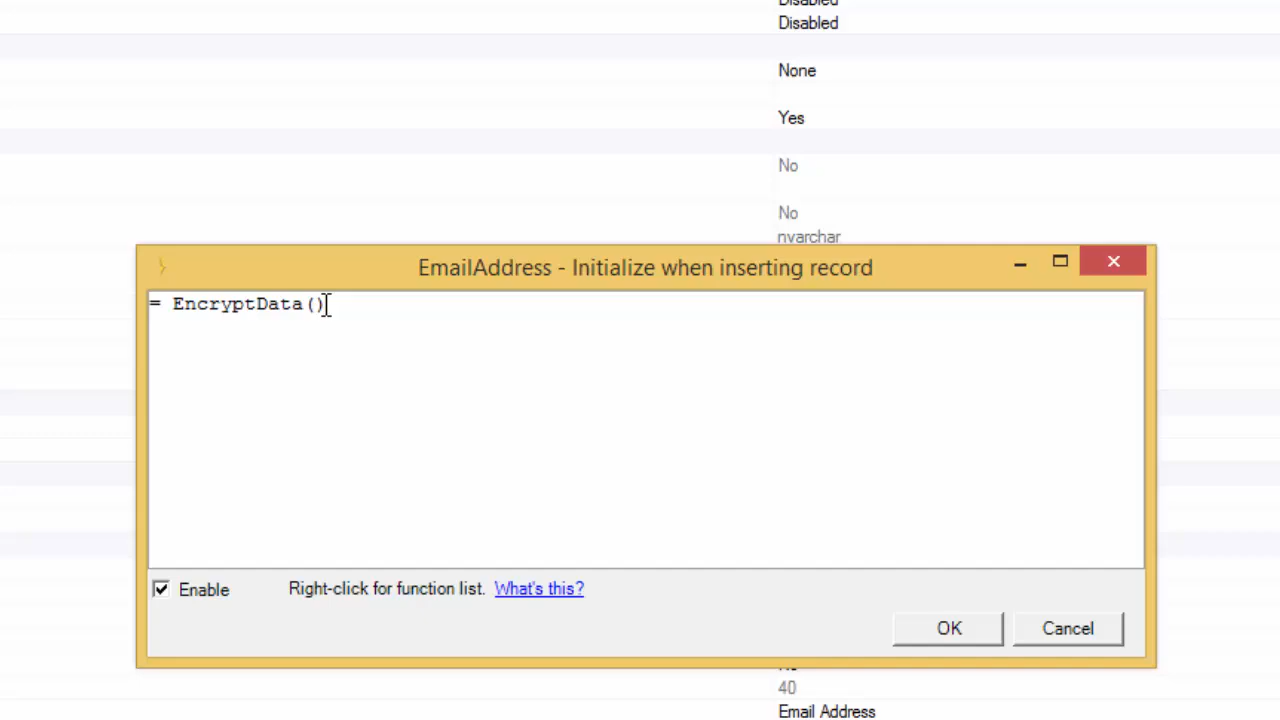 Disabled
Disabled
None
Yes
No
No
nvarchar
EmailAddress - Initialize when inserting record
= EncryptData()
Enable Right-click for function list. What's this?
OK Cancel
40
Email Address